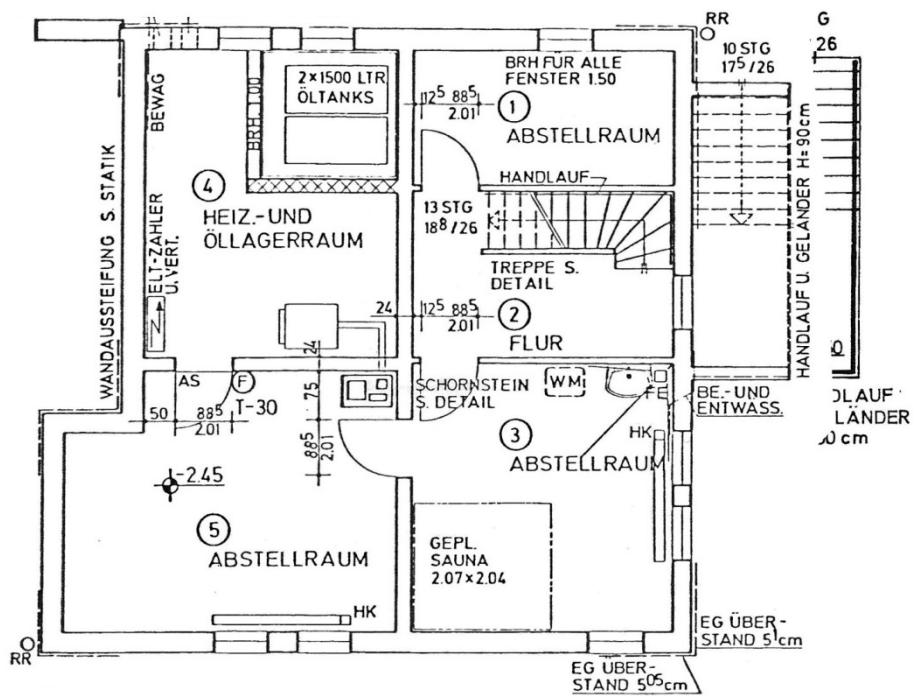 RR
G
26
10 STG
17⁵/26
BRH FÜR ALLE
FENSTER 1.50
2×1500 LTR
ÖLTANKS
BEWAG
BRH 1.00
12⁵ 88⁵
2.01
1
ABSTELLRAUM
HANDLAUF
4
HEIZ.-UND
ÖLLAGERRAUM
13 STG
18⁸/26
WANDAUSSTEIFUNG S. STATIK
ELT-ZÄHLER
U. VERT.
TREPPE S.
DETAIL
HANDLAUF U. GELÄNDER H=90cm
24
12⁵ 88⁵
2.01
2
FLUR
24
AS
F
T-30
75
SCHORNSTEIN
S. DETAIL
WM
FE
BE.-UND
ENTWÄSS.
DLAUF
LÄNDER
cm
50
88⁵
2.01
88⁵
2.01
3
ABSTELLRAUM
HK
-2.45
5
ABSTELLRAUM
GEPL.
SAUNA
2.07×2.04
HK
RR
EG ÜBER-
STAND 5cm
EG ÜBER-
STAND 5⁰⁵cm